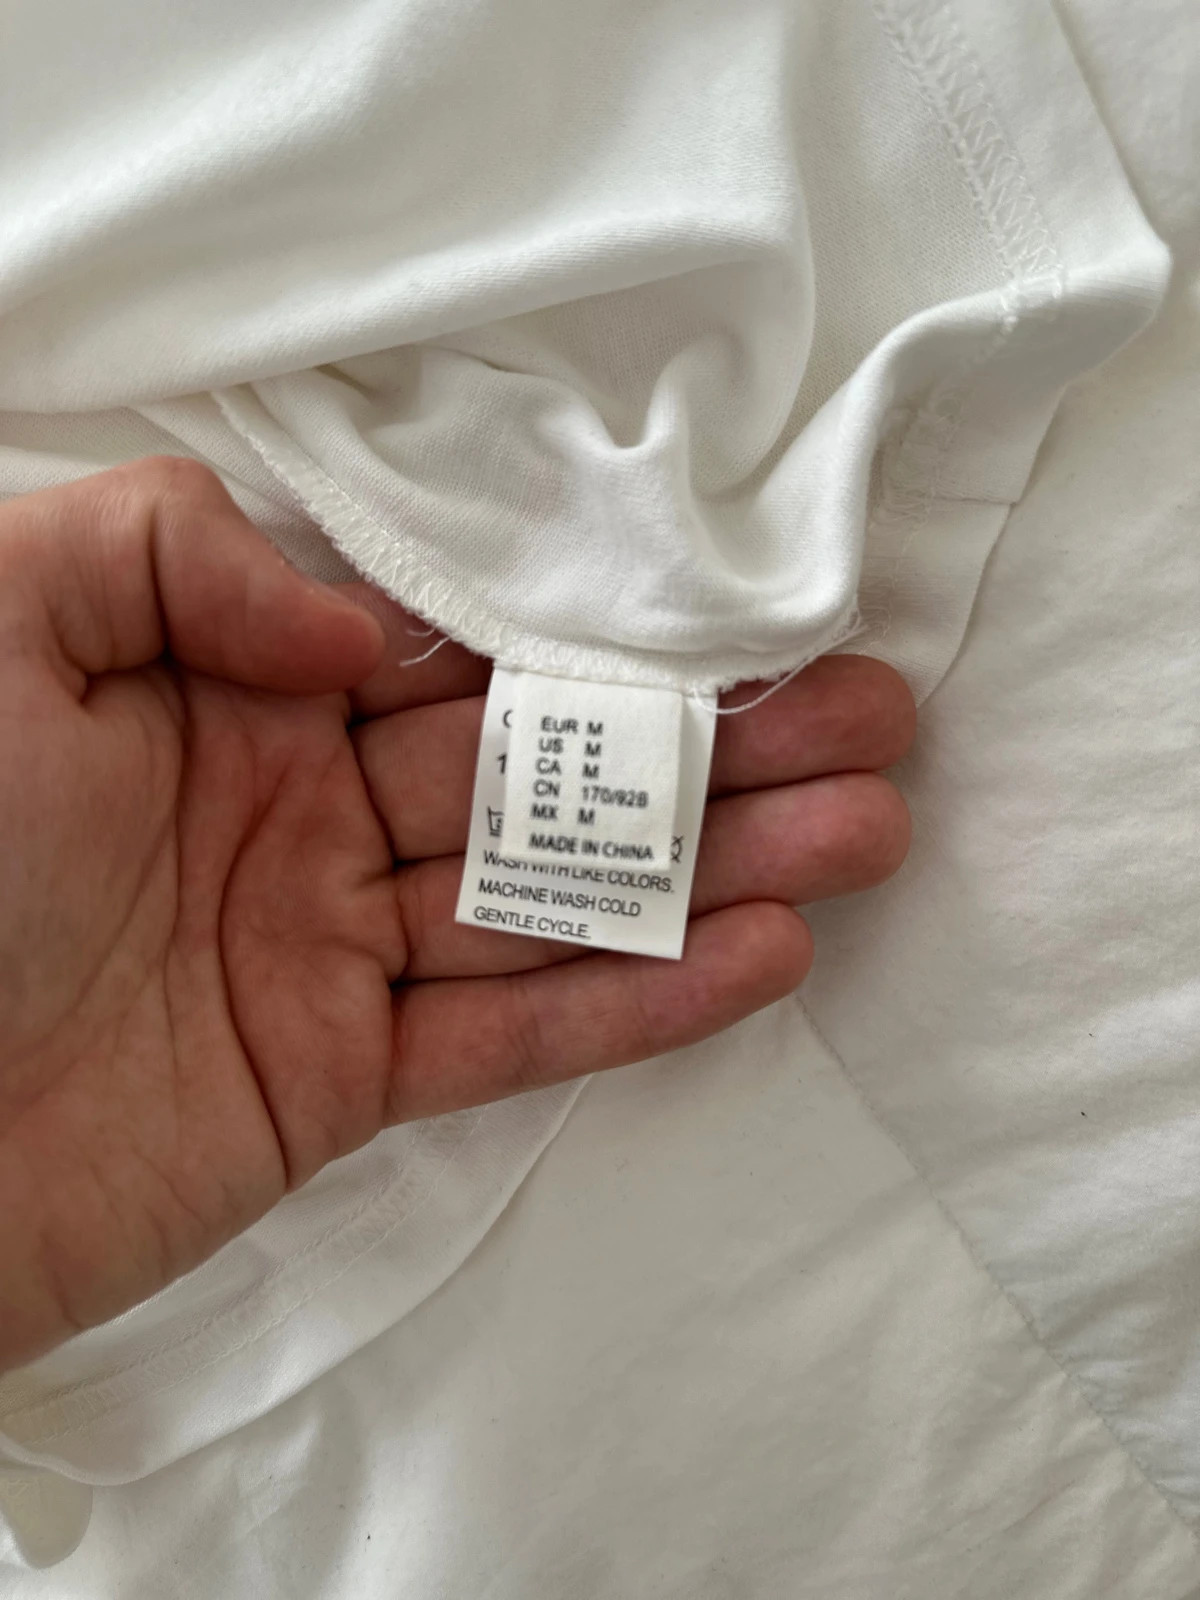 EUR M
US M
CA M
CN 170/92B
MX M
MADE IN CHINA
WASH WITH LIKE COLORS.
MACHINE WASH COLD
GENTLE CYCLE.